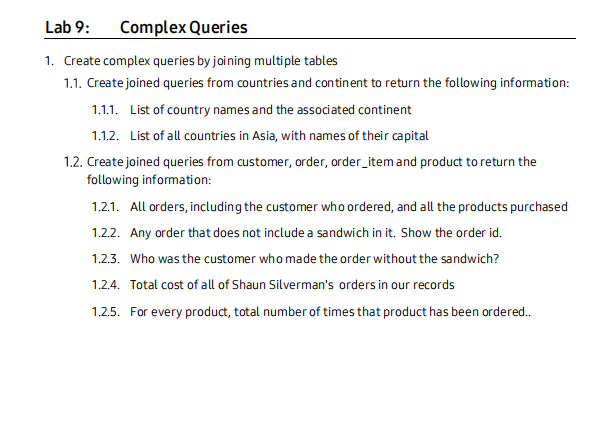 Lab 9: Complex Queries
1. Create complex queries by joining multiple tables
1.1. Create joined queries from countries and continent to return the following information:
1.1.1. List of country names and the associated continent
1.1.2. List of all countries in Asia, with names of their capital
1.2. Create joined queries from customer, order, order_item and product to return the
following information:
1.2.1. All orders, including the customer who ordered, and all the products purchased
1.2.2. Any order that does not include a sandwich in it. Show the order id.
1.2.3. Who was the customer who made the order without the sandwich?
1.2.4. Total cost of all of Shaun Silverman's orders in our records
1.2.5. For every product, total number of times that product has been ordered..